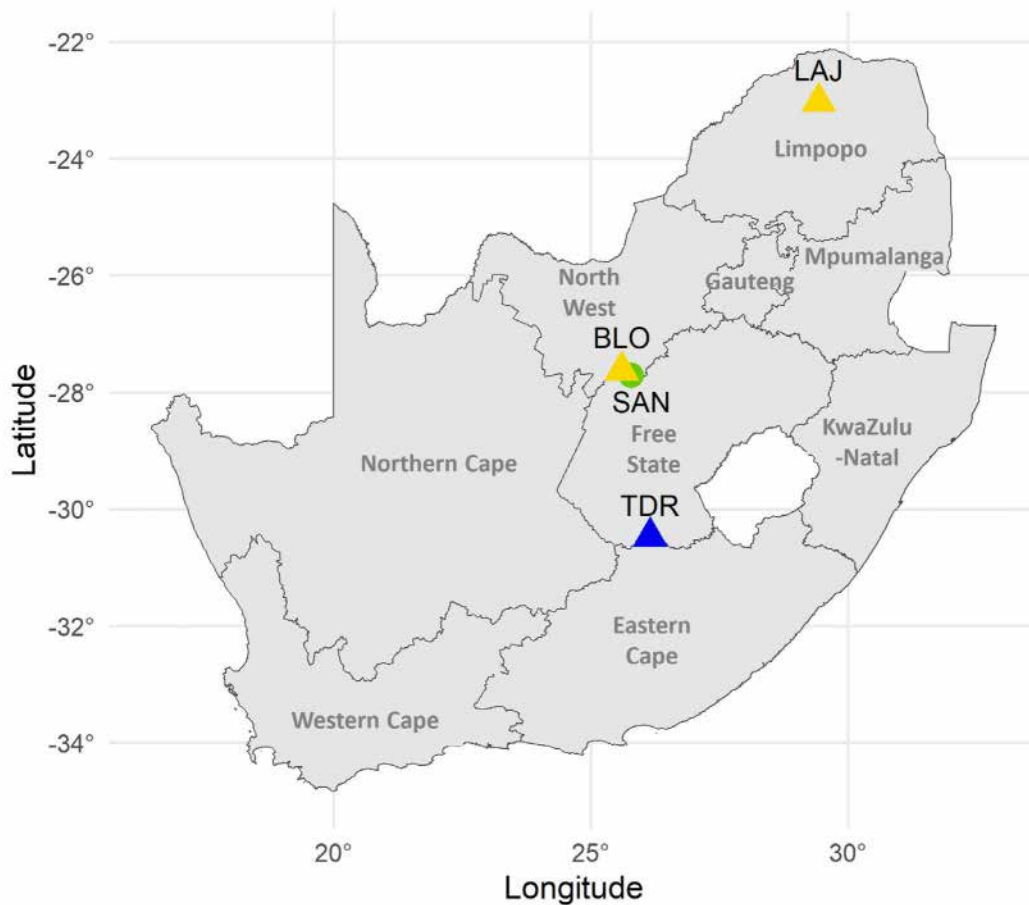 -22°
LAJ
-24°
Limpopo
-26°
Mpumalanga
North
West
Gauteng
BLO
-28°
SAN
Free
State
KwaZulu
-Natal
Northern Cape
-30°
TDR
-32°
Eastern
Cape
Western Cape
-34°
Latitude
20°
25°
30°
Longitude